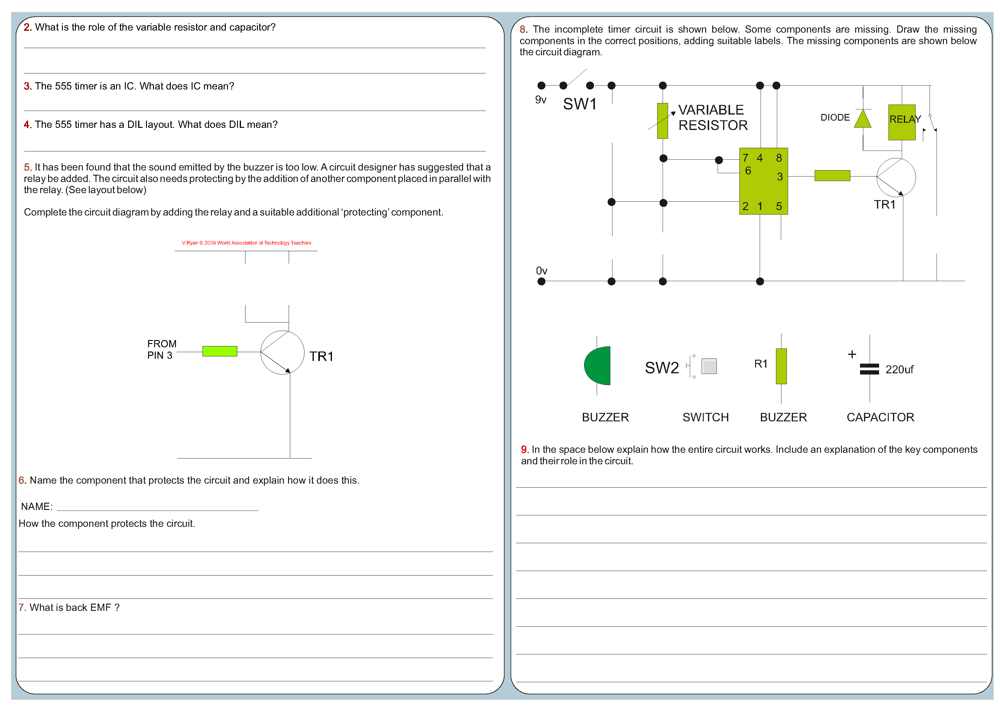 2. What is the role of the variable resistor and capacitor?
3. The 555 timer is an IC. What does IC mean?
4. The 555 timer has a DIL layout. What does DIL mean?
5. It has been found that the sound emitted by the buzzer is too low. A circuit designer has suggested that a
relay be added. The circuit also needs protecting by the addition of another component placed in parallel with
the relay. (See layout below)
Complete the circuit diagram by adding the relay and a suitable additional ‘protecting’ component.
V.Ryan © 2009 World Association of Technology Teachers
FROM
PIN 3
TR1
6. Name the component that protects the circuit and explain how it does this.
NAME:
How the component protects the circuit.
7. What is back EMF ?
8. The incomplete timer circuit is shown below. Some components are missing. Draw the missing
components in the correct positions, adding suitable labels. The missing components are shown below
the circuit diagram.
9v
SW1
VARIABLE
RESISTOR
DIODE
RELAY
7 4 8
6
3
2 1 5
TR1
0v
SW2
R1
+
220uf
BUZZER
SWITCH
BUZZER
CAPACITOR
9. In the space below explain how the entire circuit works. Include an explanation of the key components
and their role in the circuit.